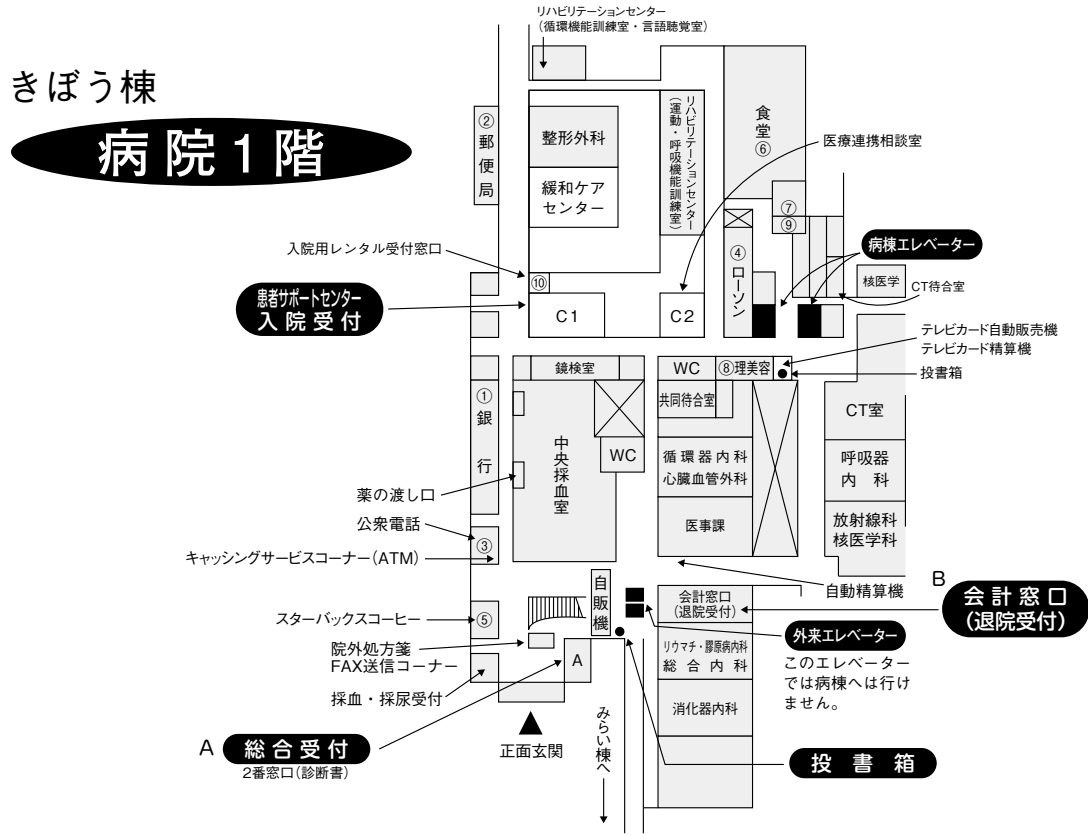 リハビリテーションセンター
(循環機能訓練室・言語聴覚室)
きぼう棟
病院1階
②郵便局
整形外科
緩和ケア
センター
リハビリテーションセンター
(運動・呼吸機能訓練室)
食堂⑥
医療連携相談室
⑦
⑨
④ローソン
病棟エレベーター
核医学
CT待合室
入院用レンタル受付窓口
⑩
患者サポートセンター
入院受付
C1
C2
テレビカード自動販売機
テレビカード精算機
投書箱
鏡検室
WC
⑧理美容
共同待合室
①銀行
中央採血室
WC
循環器内科
心臓血管外科
CT室
呼吸器
内科
薬の渡し口
公衆電話
③
キャッシングサービスコーナー(ATM)
医事課
放射線科
核医学科
自動精算機
B
会計窓口
(退院受付)
自販機
会計窓口
(退院受付)
スターバックスコーヒー
⑤
外来エレベーター
このエレベーター
では病棟へは行け
ません。
院外処方箋
FAX送信コーナー
A
リウマチ・膠原病内科
総合内科
採血・採尿受付
消化器内科
A
総合受付
2番窓口(診断書)
正面玄関
みらい棟へ
投書箱